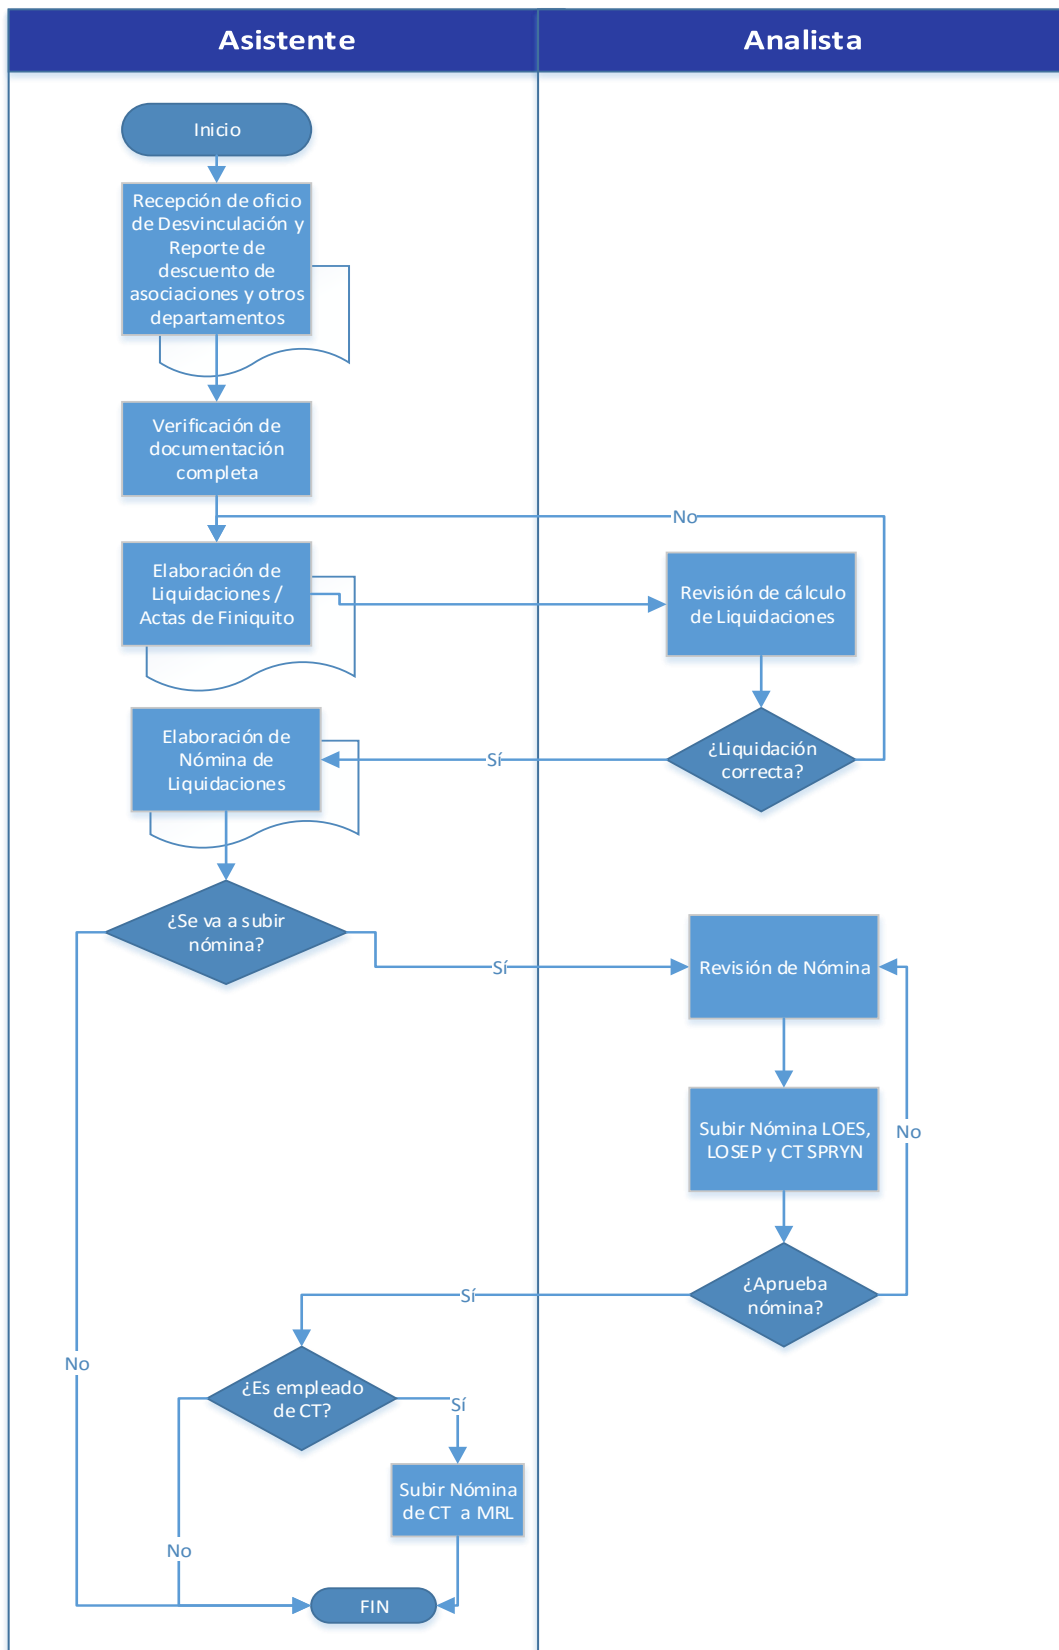 Asistente
Analista
Inicio
Recepción de oficio
de Desvinculación y
Reporte de
descuento de
asociaciones y otros
departamentos
Verificación de
documentación
completa
No
Elaboración de
Liquidaciones /
Actas de Finiquito
Revisión de cálculo
de Liquidaciones
¿Liquidación
correcta?
Sí
Elaboración de
Nómina de
Liquidaciones
¿Se va a subir
nómina?
Sí
Revisión de Nómina
Subir Nómina LOES,
LOSEP y CT SPRYN
No
¿Aprueba
nómina?
Sí
No
¿Es empleado
de CT?
Sí
Subir Nómina
de CT a MRL
No
FIN